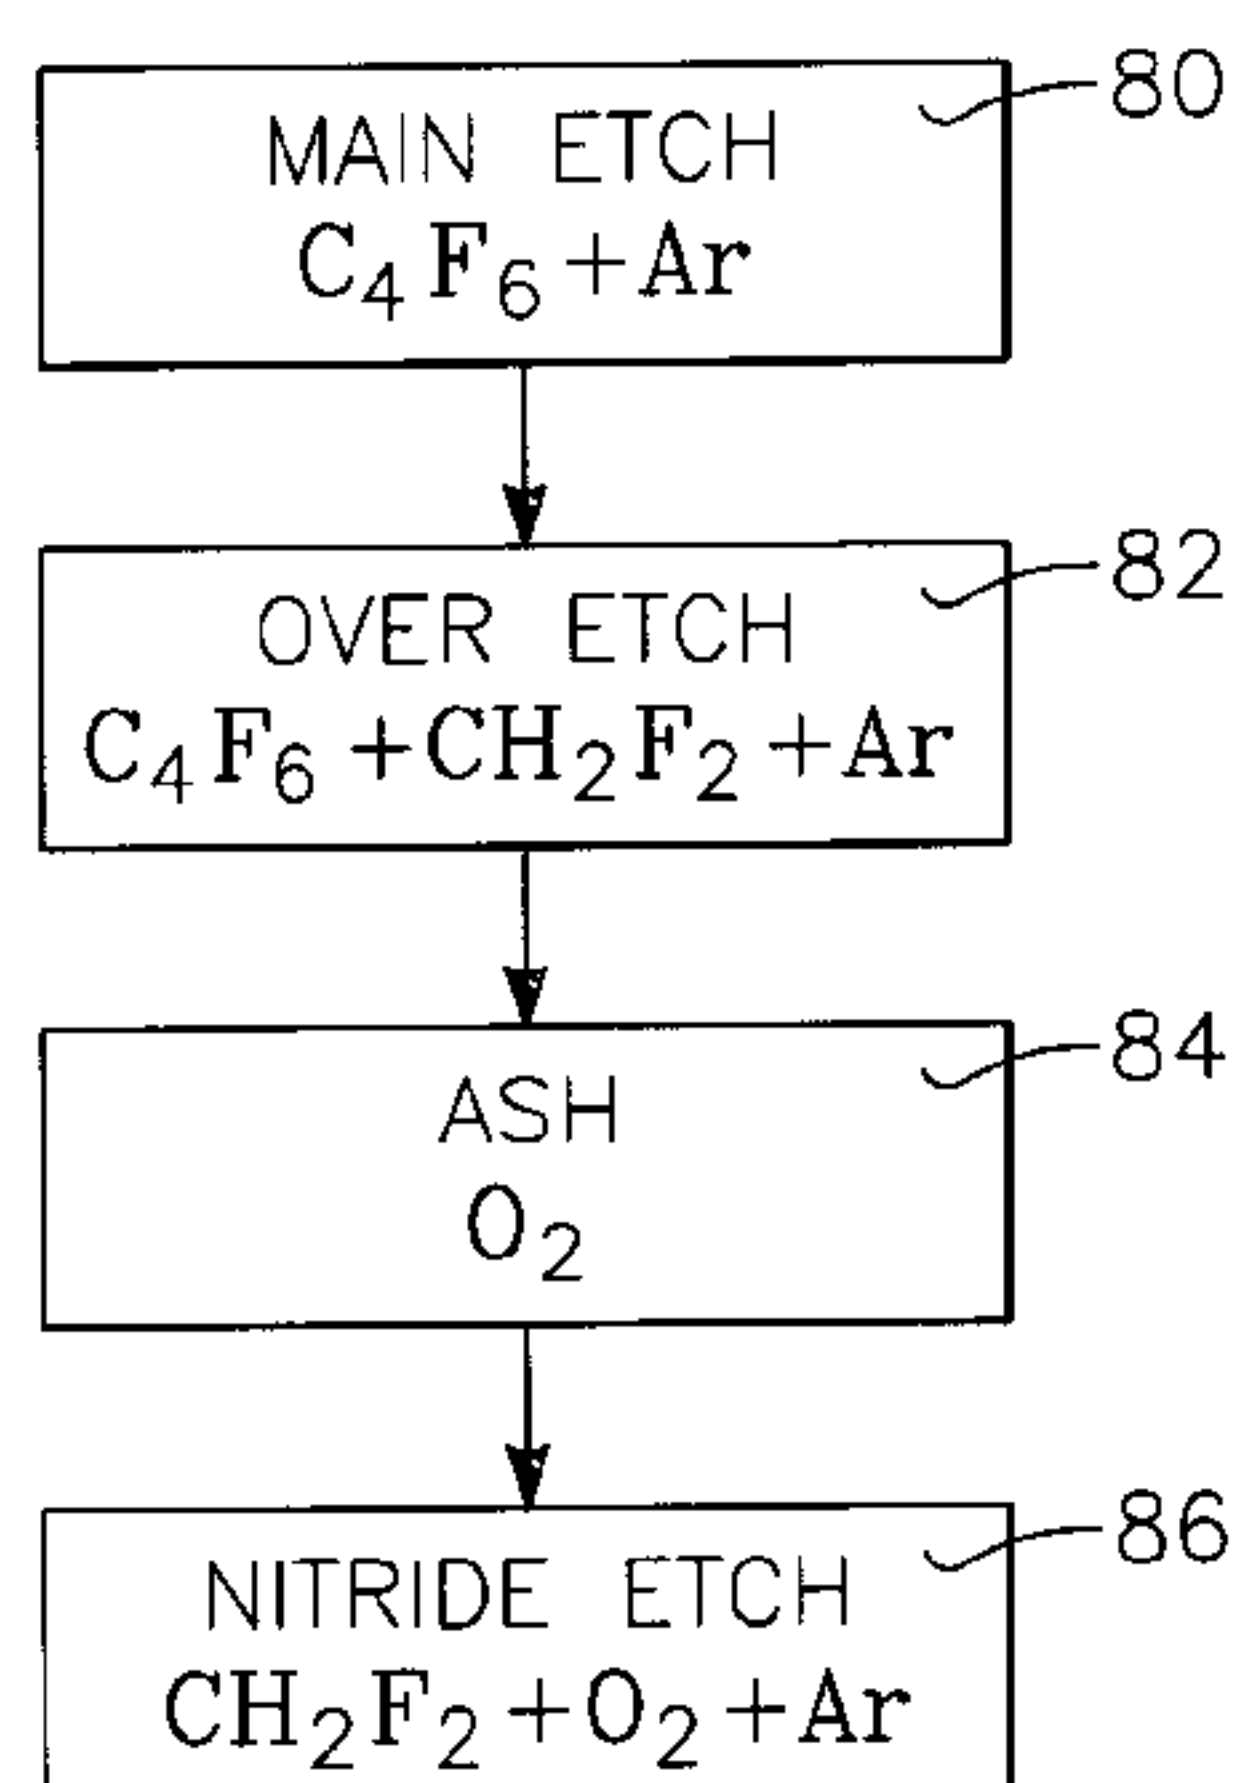 80
MAIN ETCH
C₄F₆+Ar
82
OVER ETCH
C₄F₆+CH₂F₂+Ar
84
ASH
O₂
86
NITRIDE ETCH
CH₂F₂+O₂+Ar